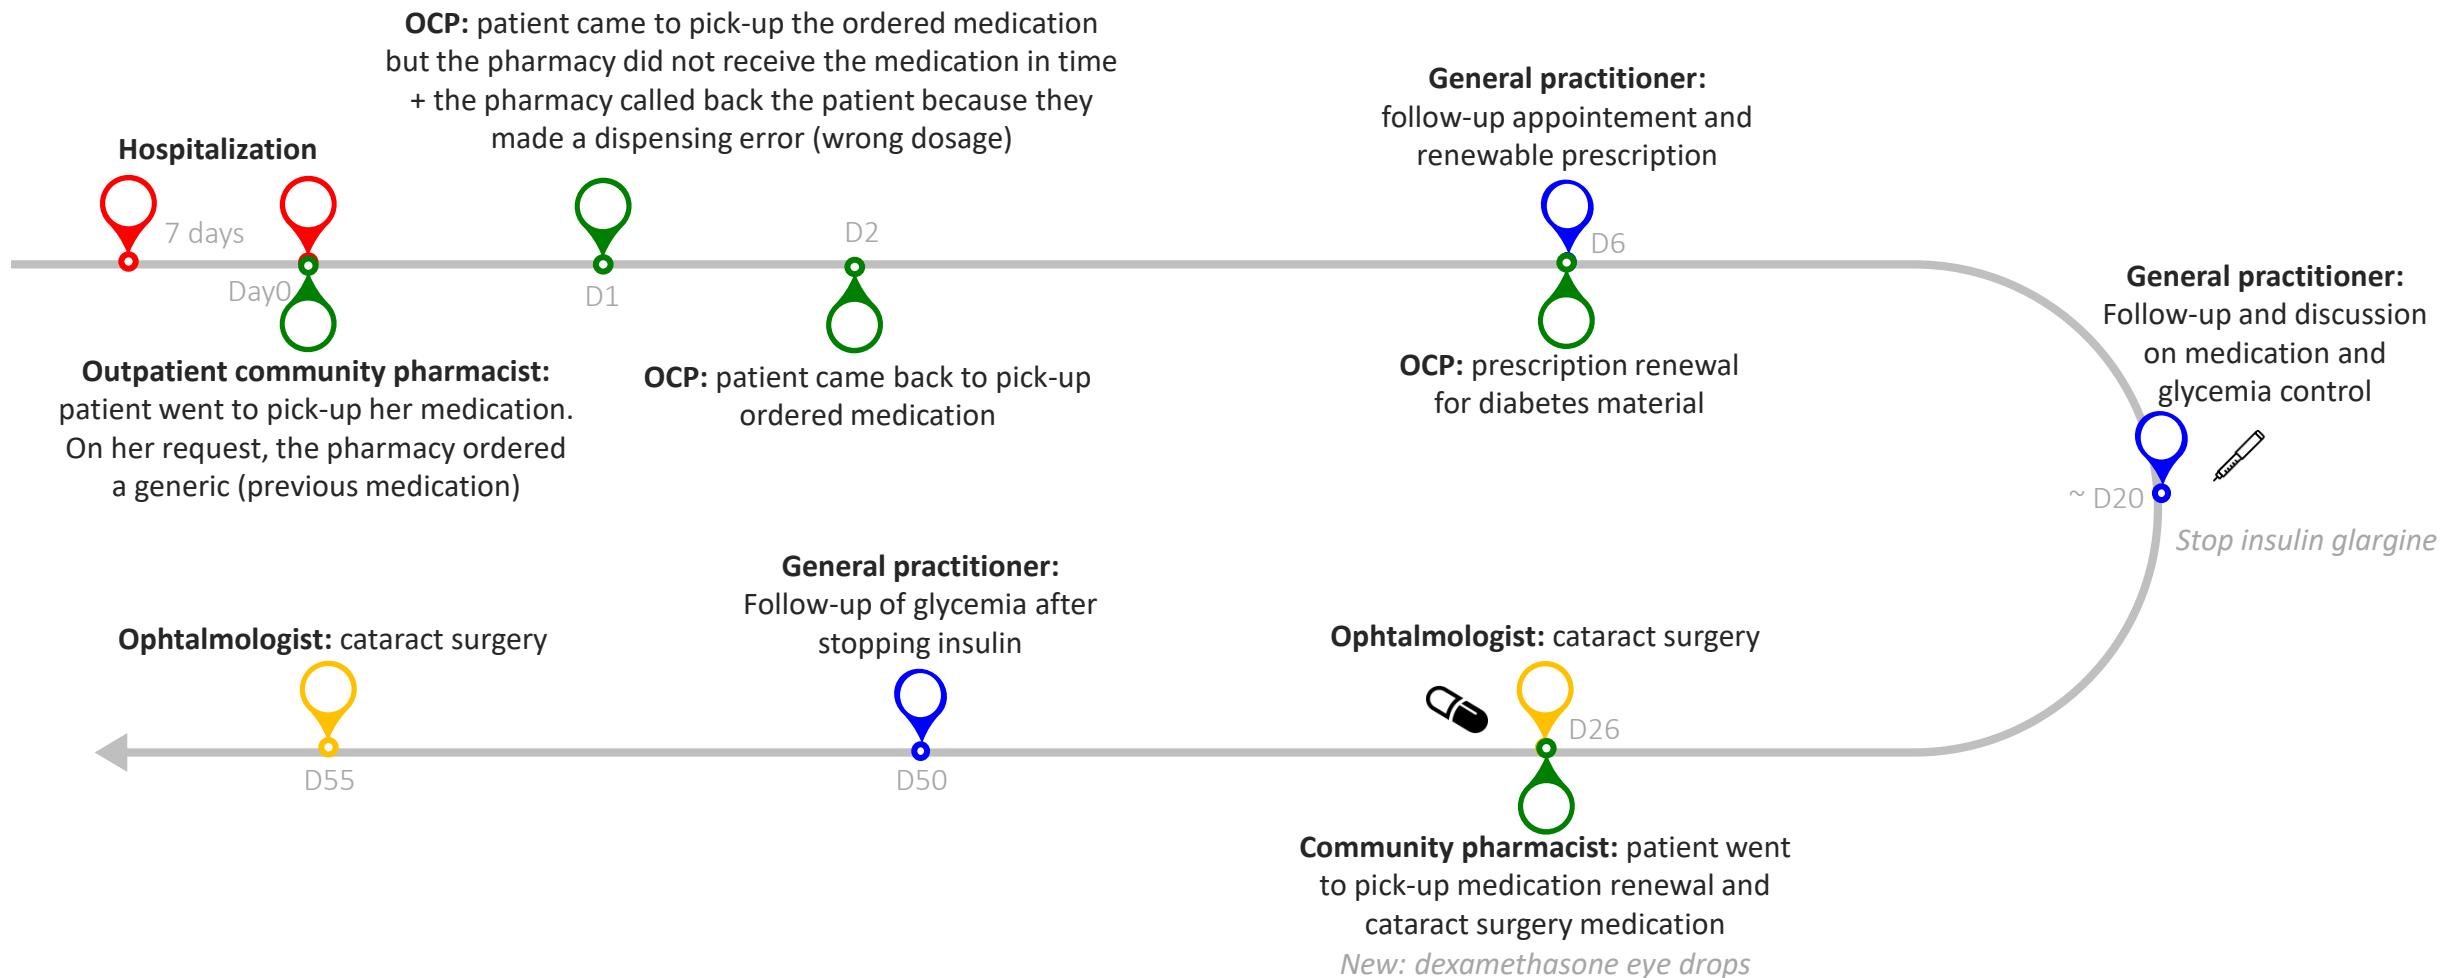 OCP: patient came to pick-up the ordered medication
but the pharmacy did not receive the medication in time
+ the pharmacy called back the patient because they
made a dispensing error (wrong dosage)
General practitioner:
follow-up appointement and
renewable prescription
Hospitalization
7 days
D2
D6
Day0
D1
Outpatient community pharmacist:
patient went to pick-up her medication.
On her request, the pharmacy ordered
a generic (previous medication)
OCP: patient came back to pick-up
ordered medication
OCP: prescription renewal
for diabetes material
General practitioner:
Follow-up and discussion
on medication and
glycemia control
~ D20
Stop insulin glargine
Ophtalmologist: cataract surgery
D26
Community pharmacist: patient went
to pick-up medication renewal and
cataract surgery medication
New: dexamethasone eye drops
General practitioner:
Follow-up of glycemia after
stopping insulin
D50
Ophtalmologist: cataract surgery
D55